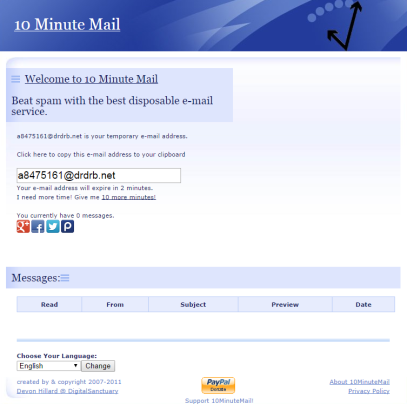 10 Minute Mail
Welcome to 10 Minute Mail
Beat spam with the best disposable e-mail
service.
a8475161@drdrb.net is your temporary e-mail address.
Click here to copy this e-mail address to your clipboard
a8475161@drdrb.net
Your e-mail address will expire in 2 minutes.
I need more time! Give me 10 more minutes!
You currently have 0 messages.
Messages:
Read From Subject Preview Date
Choose Your Language:
English Change
created by & copyright 2007-2011 PayPal About 10MinuteMail
Devon Hillard @ DigitalSanctuary Donate Privacy Policy
Support 10MinuteMail!